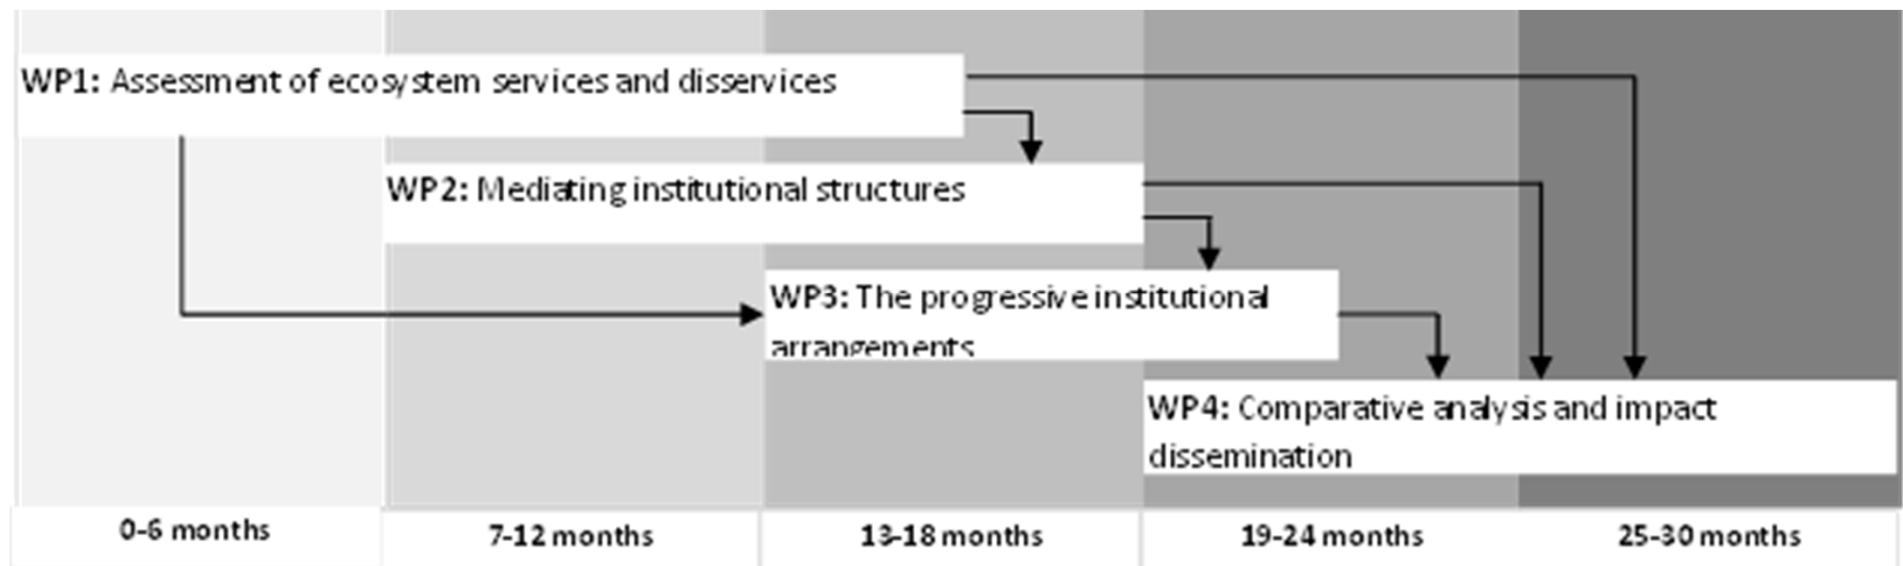 WP1: Assessment of ecosystem services and disservices
WP2: Mediating institutional structures
WP3: The progressive institutional
arrangements
WP4: Comparative analysis and impact
dissemination
0-6 months
7-12 months
13-18 months
19-24 months
25-30 months